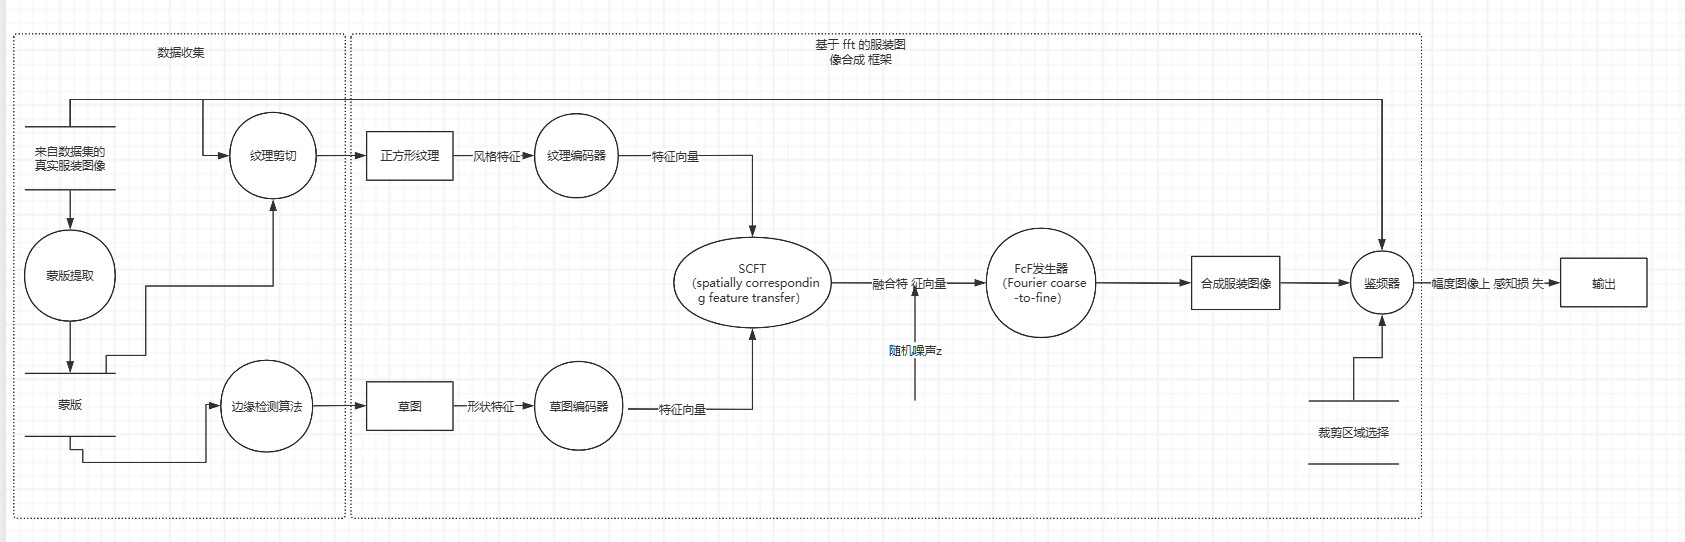 数据收集
基于 fft 的服装图
像合成 框架
来自数据集的
真实服装图像
纹理剪切
正方形纹理
风格特征
纹理编码器
特征向量
蒙版提取
SCFT
（spatially correspondin
g feature transfer）
融合特 征向量
FcF发生器
（Fourier coarse
-to-fine）
合成服装图像
鉴频器
幅度图像上 感知损 失
输出
随机噪声z
蒙版
边缘检测算法
草图
形状特征
草图编码器
特征向量
裁剪区域选择